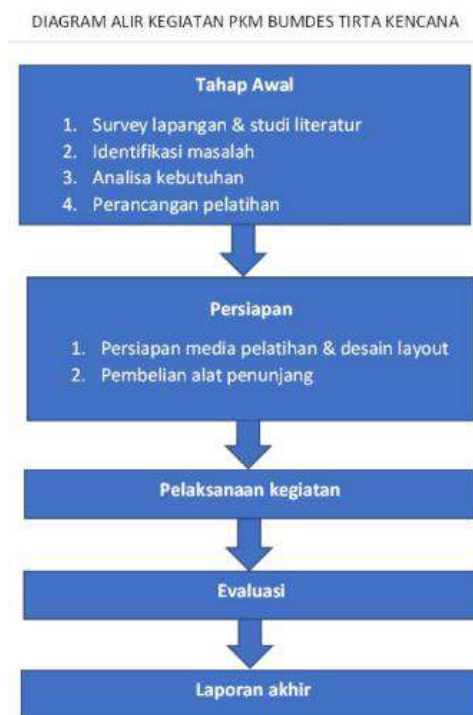 DIAGRAM ALIR KEGIATAN PKM BUMDES TIRTA KENCANA
Tahap Awal
1. Survey lapangan & studi literatur
2. Identifikasi masalah
3. Analisa kebutuhan
4. Perancangan pelatihan
Persiapan
1. Persiapan media pelatihan & desain layout
2. Pembelian alat penunjang
Pelaksanaan kegiatan
Evaluasi
Laporan akhir